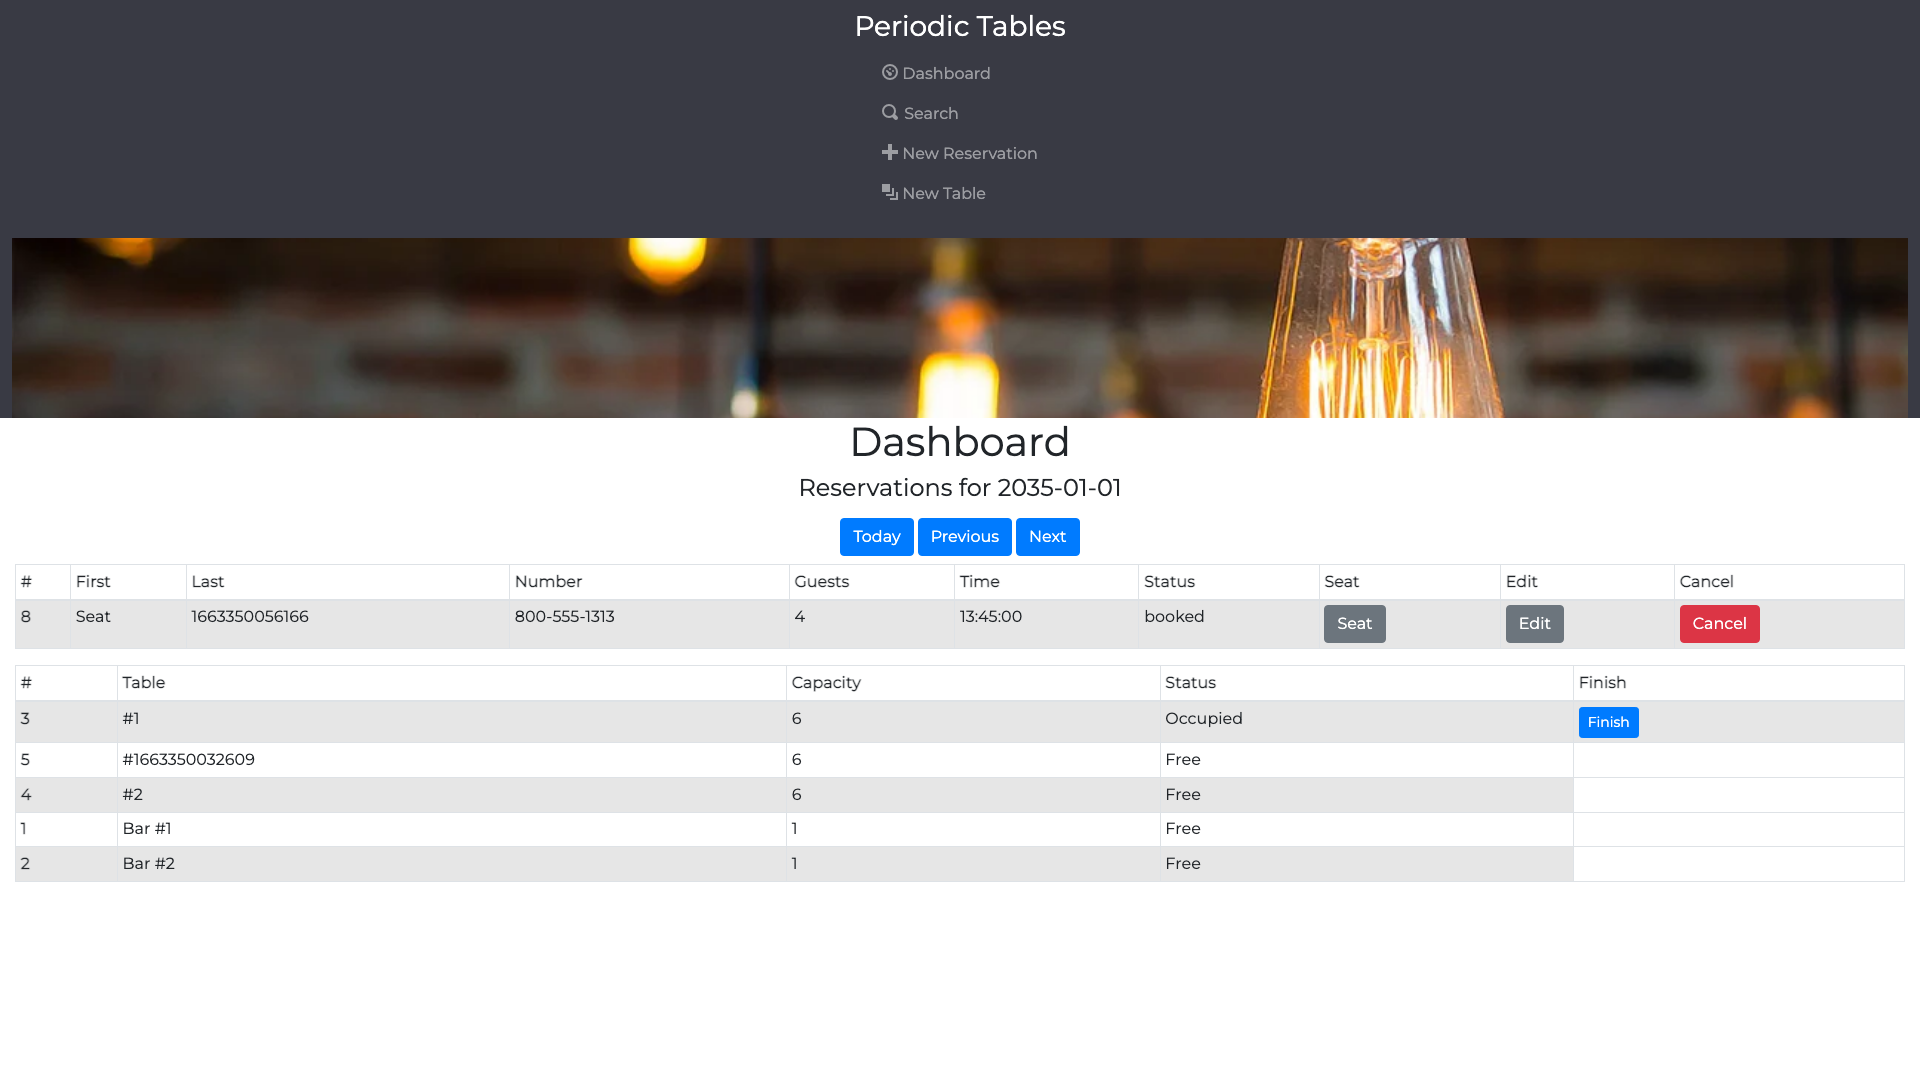 Periodic Tables
Dashboard
Search
New Reservation
New Table
Dashboard
Reservations for 2035-01-01
Today Previous Next
# First Last Number Guests Time Status Seat Edit Cancel
8 Seat 1663350056166 800-555-1313 4 13:45:00 booked Seat Edit Cancel
# Table Capacity Status Finish
3 #1 6 Occupied Finish
5 #1663350032609 6 Free
4 #2 6 Free
1 Bar #1 1 Free
2 Bar #2 1 Free